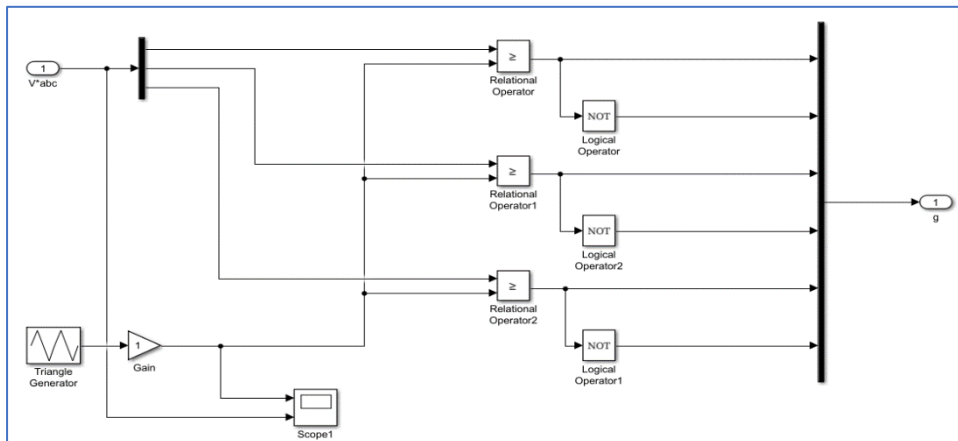 1
V*abc
≥
Relational
Operator
NOT
Logical
Operator
≥
Relational
Operator1
NOT
Logical
Operator2
1
g
≥
Relational
Operator2
NOT
Logical
Operator1
Triangle
Generator
1
Gain
Scope1